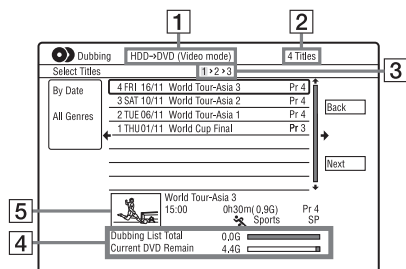 1 2
Dubbing HDD→DVD (Video mode) 4 Titles
Select Titles 1›2›3 3
By Date
All Genres
4 FRI 16/11 World Tour-Asia 3 Pr 4
3 SAT 10/11 World Tour-Asia 2 Pr 4
2 TUE 06/11 World Tour-Asia 1 Pr 4
1 THU 01/11 World Cup Final Pr 3
Back
Next
5
World Tour-Asia 3
15:00 0h30m( 0,9G) Pr 4
Sports SP
4
Dubbing List Total 0,0G
Current DVD Remain 4,4G